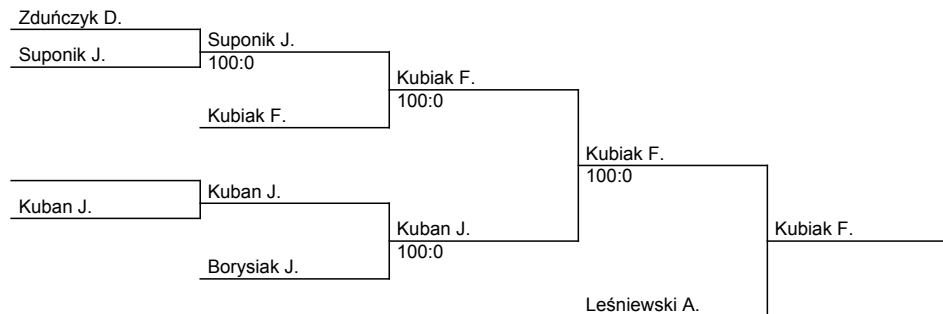 Zduńczyk D.
Suponik J.
Suponik J.
100:0
Kubiak F.
Kubiak F.
100:0
Kubiak F.
100:0
Kuban J.
Kuban J.
Kuban J.
100:0
Borysiak J.
Kubiak F.
Leśniewski A.